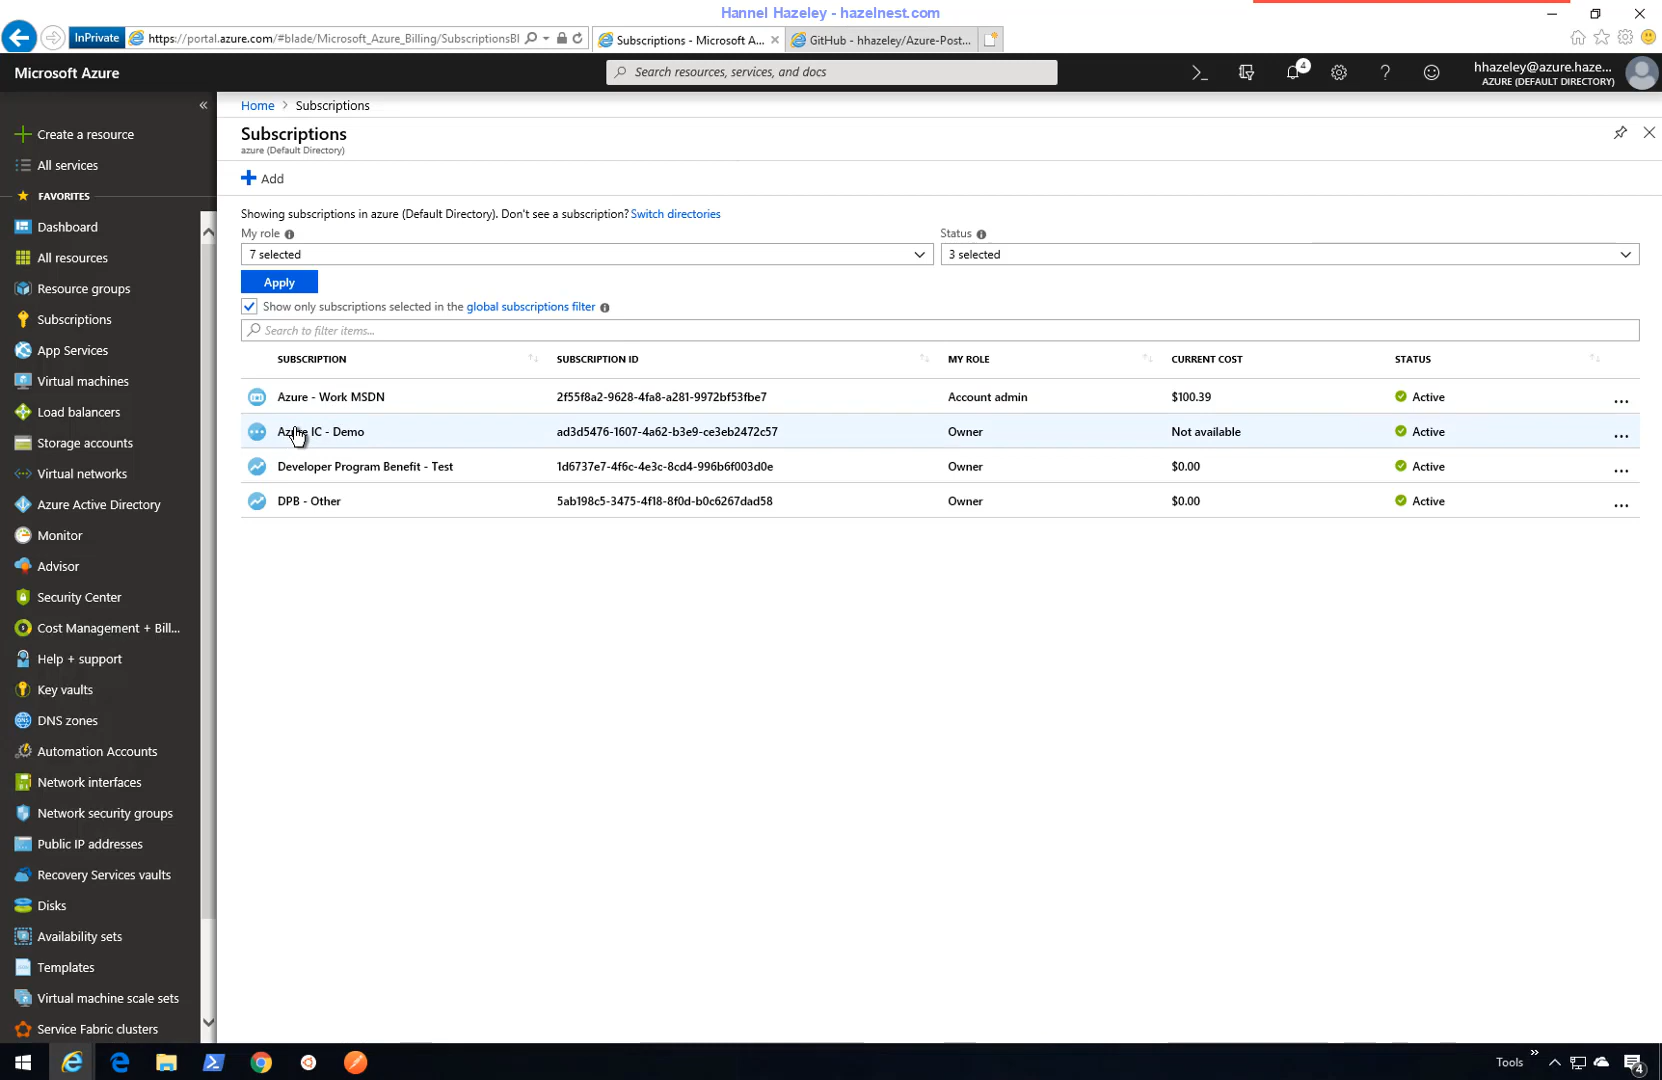 Hannel Hazeley - hazelnest.com
InPrivate
https://portal.azure.com/#blade/Microsoft_Azure_Billing/SubscriptionsBl
Subscriptions - Microsoft A...
GitHub - hhazeley/Azure-Post...
Microsoft Azure
Search resources, services, and docs
4
hhazeley@azure.haze...
AZURE (DEFAULT DIRECTORY)
Create a resource
All services
FAVORITES
Dashboard
All resources
Resource groups
Subscriptions
App Services
Virtual machines
Load balancers
Storage accounts
Virtual networks
Azure Active Directory
Monitor
Advisor
Security Center
Cost Management + Bill...
Help + support
Key vaults
DNS zones
Automation Accounts
Network interfaces
Network security groups
Public IP addresses
Recovery Services vaults
Disks
Availability sets
Templates
Virtual machine scale sets
Service Fabric clusters
Home > Subscriptions
Subscriptions
azure (Default Directory)
Add
Showing subscriptions in azure (Default Directory). Don't see a subscription? Switch directories
My role
Status
7 selected
3 selected
Apply
Show only subscriptions selected in the global subscriptions filter
Search to filter items...
SUBSCRIPTION SUBSCRIPTION ID MY ROLE CURRENT COST STATUS
Azure - Work MSDN 2f55f8a2-9628-4fa8-a281-9972bf53fbe7 Account admin $100.39 Active ...
Azure IC - Demo ad3d5476-1607-4a62-b3e9-ce3eb2472c57 Owner Not available Active ...
Developer Program Benefit - Test 1d6737e7-4f6c-4e3c-8cd4-996b6f003d0e Owner $0.00 Active ...
DPB - Other 5ab198c5-3475-4f18-8f0d-b0c6267dad58 Owner $0.00 Active ...
Tools
4